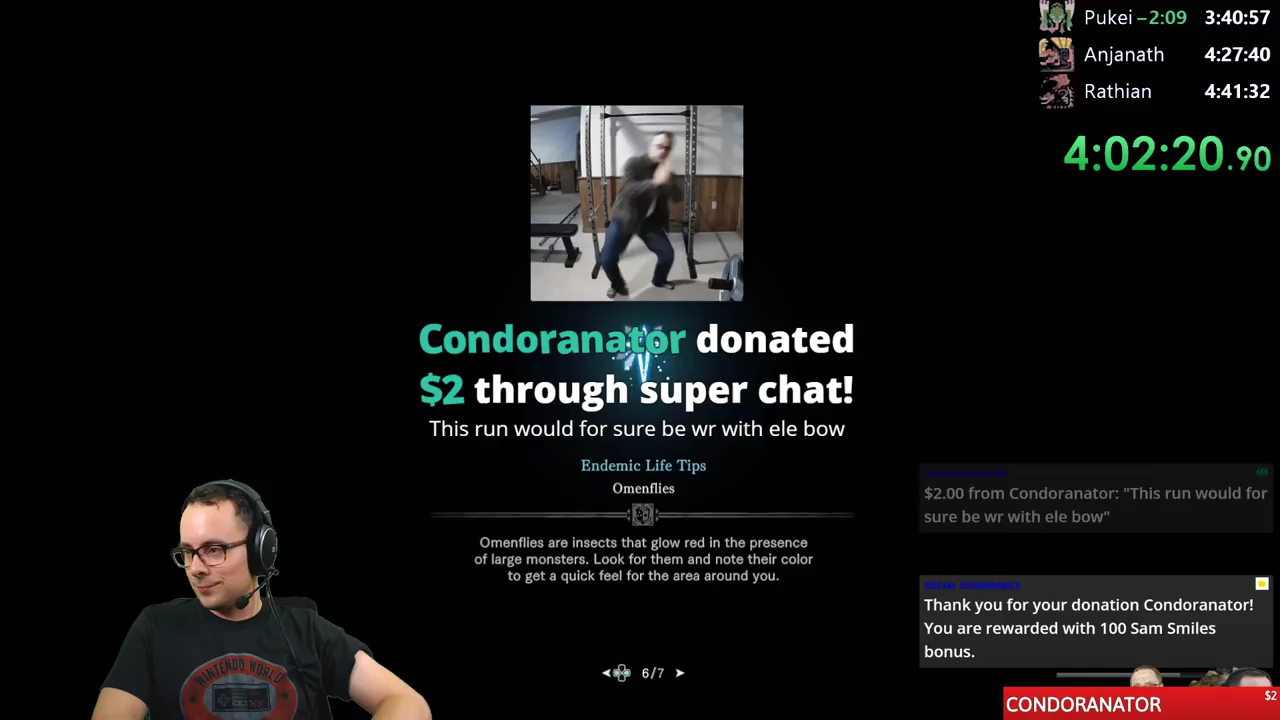 Pukei -2:09 3:40:57
Anjanath 4:27:40
Rathian 4:41:32
4:02:20.90
Condoranator donated
$2 through super chat!
This run would for sure be wr with ele bow
Endemic Life Tips
Omenflies
Omenflies are insects that glow red in the presence
of large monsters. Look for them and note their color
to get a quick feel for the area around you.
6/7
$2.00 from Condoranator: "This run would for
sure be wr with ele bow"
Thank you for your donation Condoranator!
You are rewarded with 100 Sam Smiles
bonus.
CONDORANATOR $2
NINTENDO WORLD